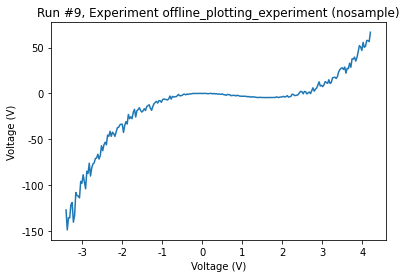 Run #9, Experiment offline_plotting_experiment (nosample)
Voltage (V)
50
0
-50
-100
-150
-3 -2 -1 0 1 2 3 4
Voltage (V)